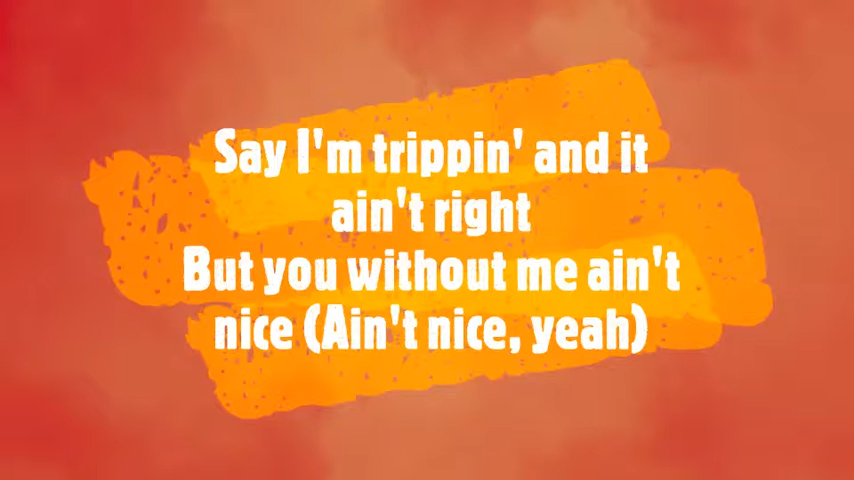 Say I'm trippin' and it
ain't right
But you without me ain't
nice (Ain't nice, yeah)